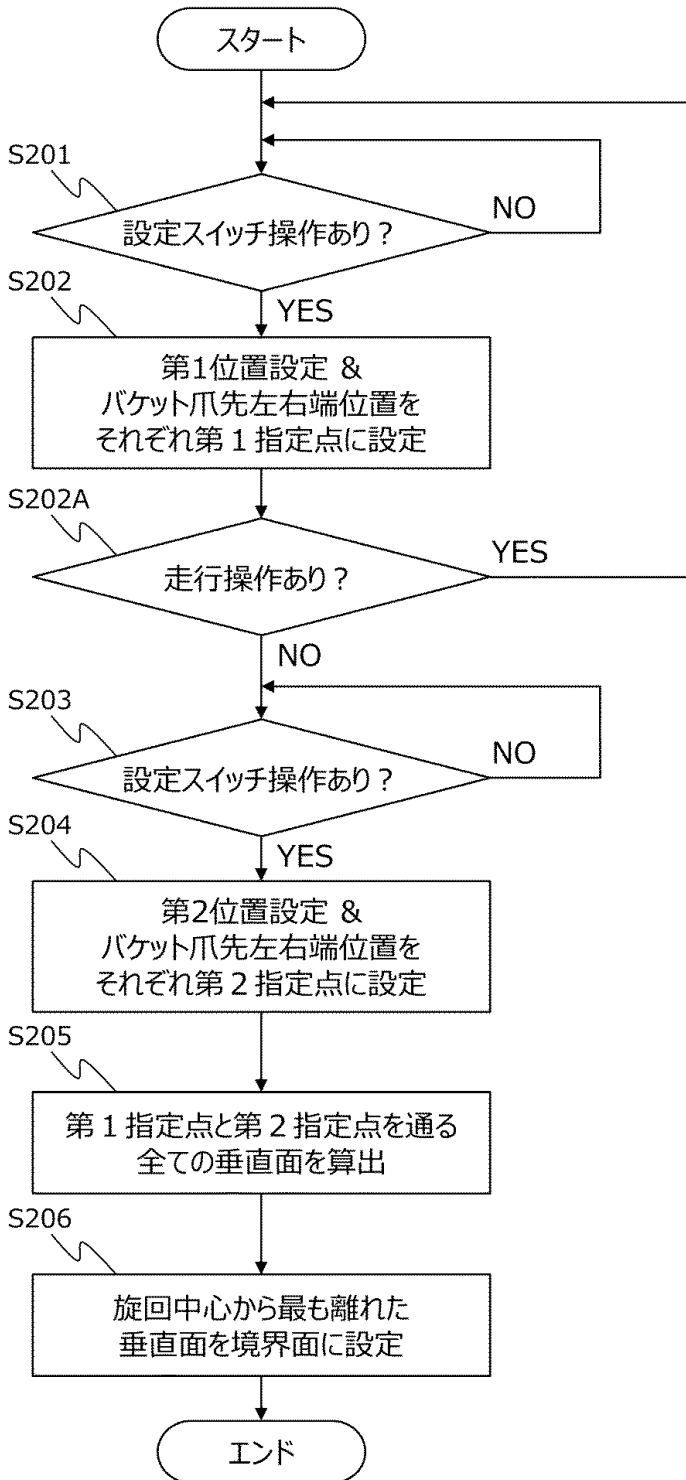 スタート
S201
設定スイッチ操作あり？
NO
YES
S202
第1位置設定 &
バケット爪先左右端位置を
それぞれ第１指定点に設定
S202A
走行操作あり？
YES
NO
S203
設定スイッチ操作あり？
NO
YES
S204
第2位置設定 &
バケット爪先左右端位置を
それぞれ第２指定点に設定
S205
第１指定点と第２指定点を通る
全ての垂直面を算出
S206
旋回中心から最も離れた
垂直面を境界面に設定
エンド